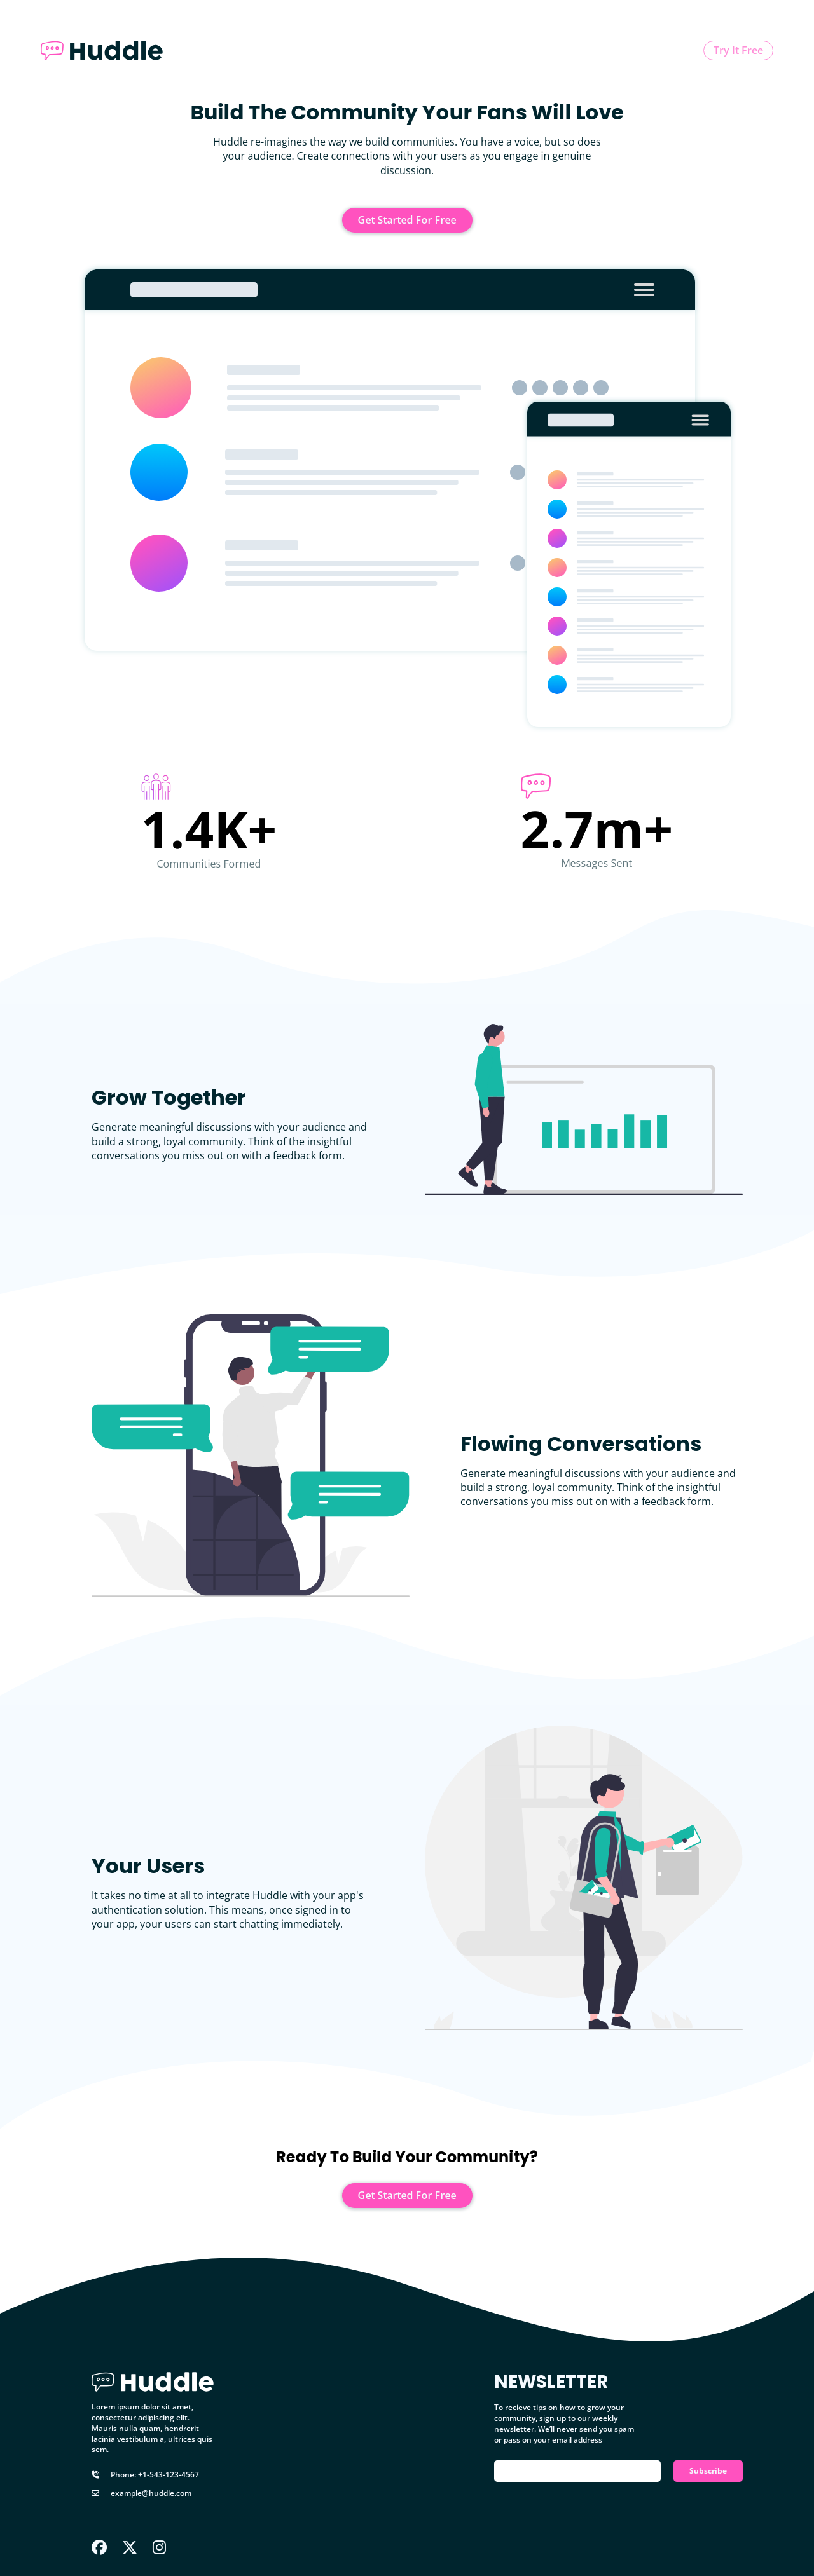 Huddle
Try It Free
Build The Community Your Fans Will Love
Huddle re-imagines the way we build communities. You have a voice, but so does
your audience. Create connections with your users as you engage in genuine
discussion.
Get Started For Free
1.4K+
Communities Formed
2.7m+
Messages Sent
Grow Together
Generate meaningful discussions with your audience and
build a strong, loyal community. Think of the insightful
conversations you miss out on with a feedback form.
Flowing Conversations
Generate meaningful discussions with your audience and
build a strong, loyal community. Think of the insightful
conversations you miss out on with a feedback form.
Your Users
It takes no time at all to integrate Huddle with your app's
authentication solution. This means, once signed in to
your app, your users can start chatting immediately.
Ready To Build Your Community?
Get Started For Free
Huddle
Lorem ipsum dolor sit amet,
consectetur adipiscing elit.
Mauris nulla quam, hendrerit
lacinia vestibulum a, ultrices quis
sem.
Phone: +1-543-123-4567
example@huddle.com
NEWSLETTER
To recieve tips on how to grow your
community, sign up to our weekly
newsletter. We'll never send you spam
or pass on your email address
Subscribe